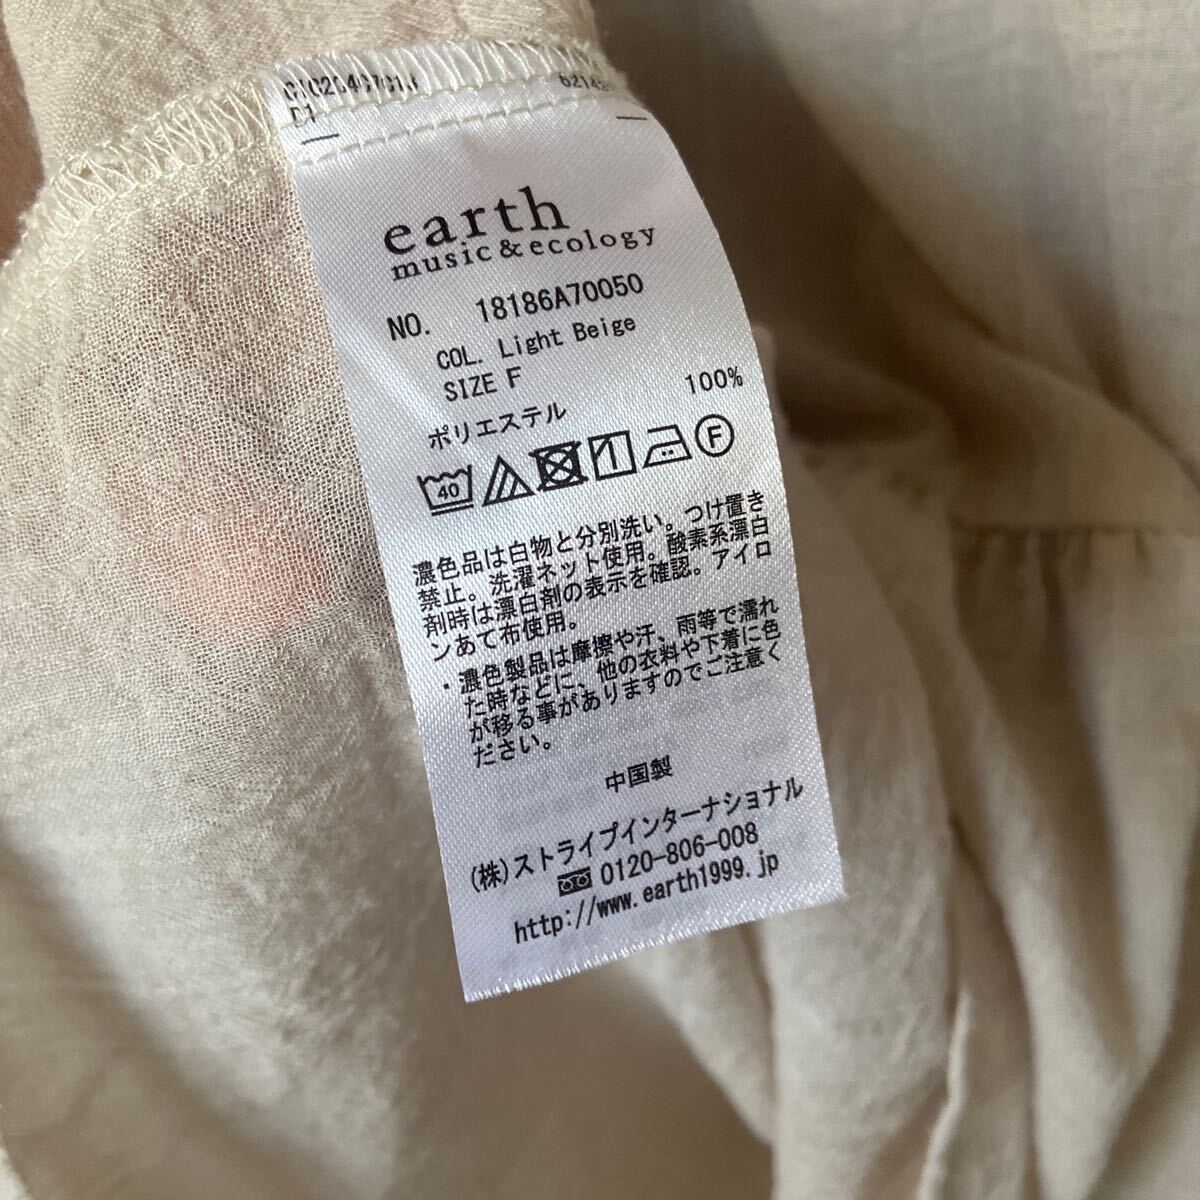 earth
music&ecology
NO. 18186A70050
COL. Light Beige
SIZE F
ポリエステル 100%
40 F
濃色品は白物と分別洗い。つけ置き
禁止。洗濯ネット使用。酸素系漂白
剤時は漂白剤の表示を確認。アイロ
ンあて布使用。
・濃色製品は摩擦や汗、雨等で濡れ
た時などに、他の衣料や下着に色
が移る事がありますのでご注意く
ださい。
中国製
(株)ストライプインターナショナル
0120-806-008
http://www.earth1999.jp